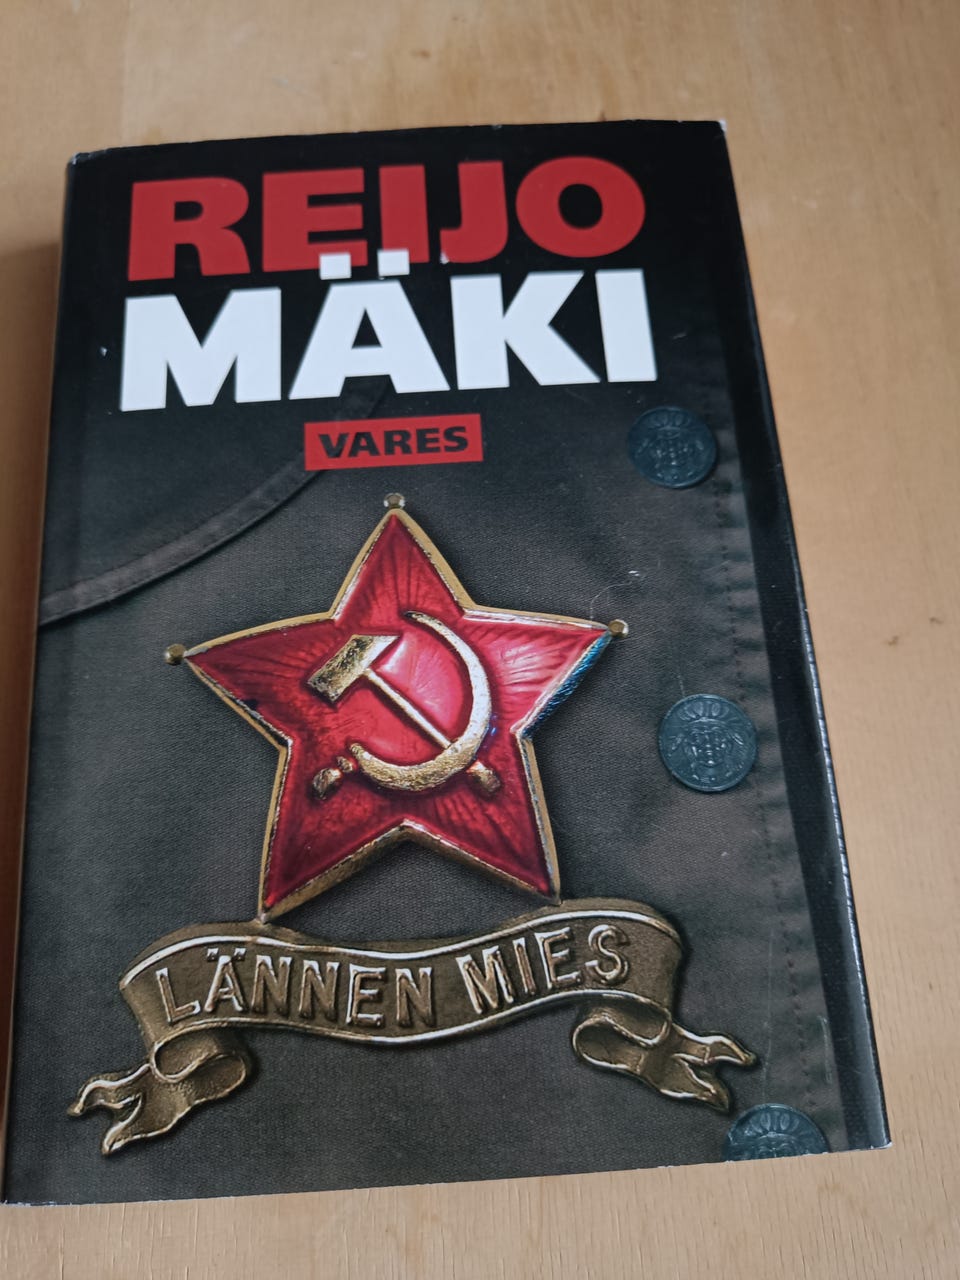 REIJO
MÄKI
VARES
LÄNNEN MIES